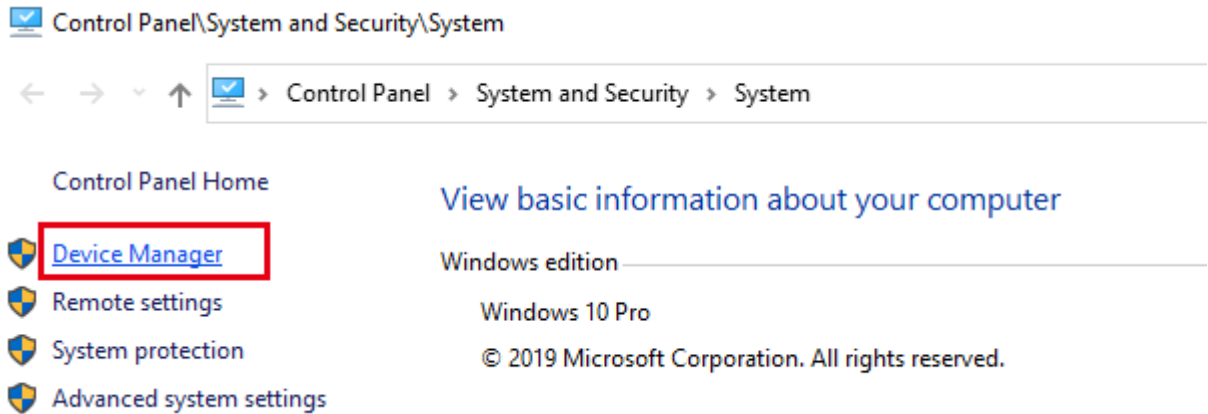 Control Panel\System and Security\System
Control Panel > System and Security > System
Control Panel Home
View basic information about your computer
Device Manager
Windows edition
Remote settings
Windows 10 Pro
System protection
© 2019 Microsoft Corporation. All rights reserved.
Advanced system settings